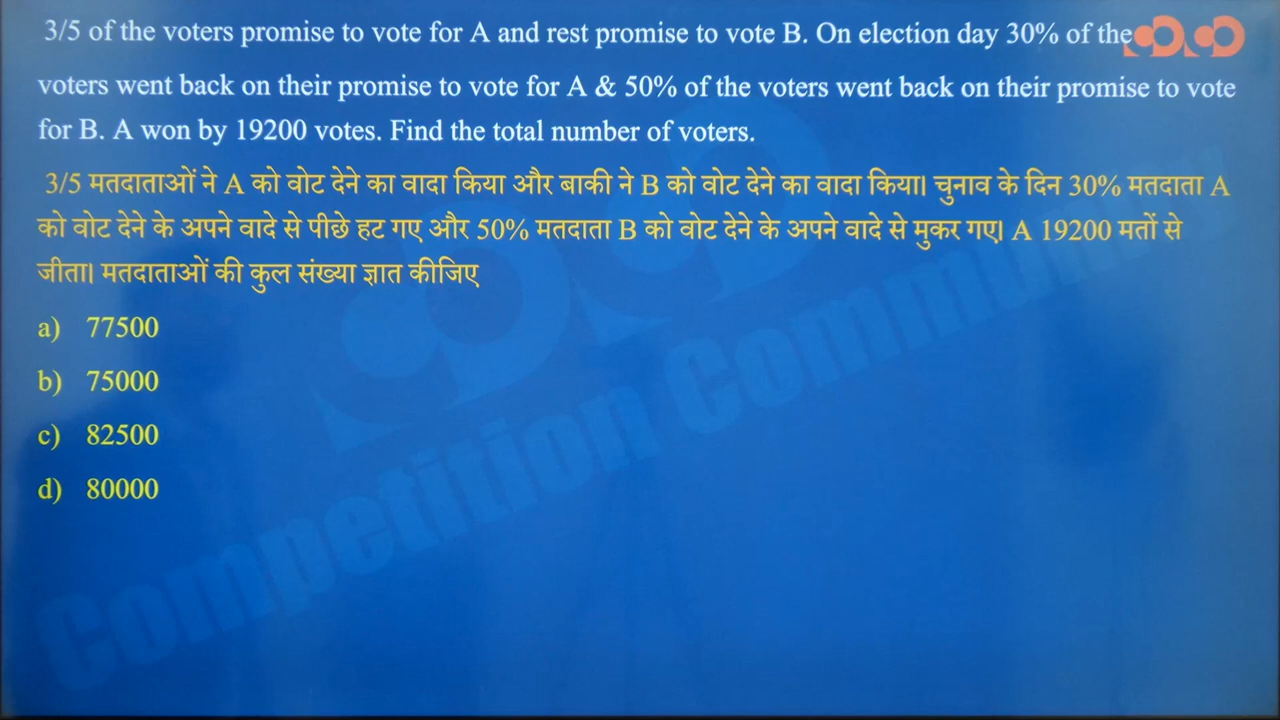 3/5 of the voters promise to vote for A and rest promise to vote B. On election day 30% of the
voters went back on their promise to vote for A & 50% of the voters went back on their promise to vote
for B. A won by 19200 votes. Find the total number of voters.
3/5 मतदाताओं ने A को वोट देने का वादा किया और बाकी ने B को वोट देने का वादा किया। चुनाव के दिन 30% मतदाता A
को वोट देने के अपने वादे से पीछे हट गए और 50% मतदाता B को वोट देने के अपने वादे से मुकर गए। A 19200 मतों से
जीता। मतदाताओं की कुल संख्या ज्ञात कीजिए
a) 77500
b) 75000
c) 82500
d) 80000
Competition Community